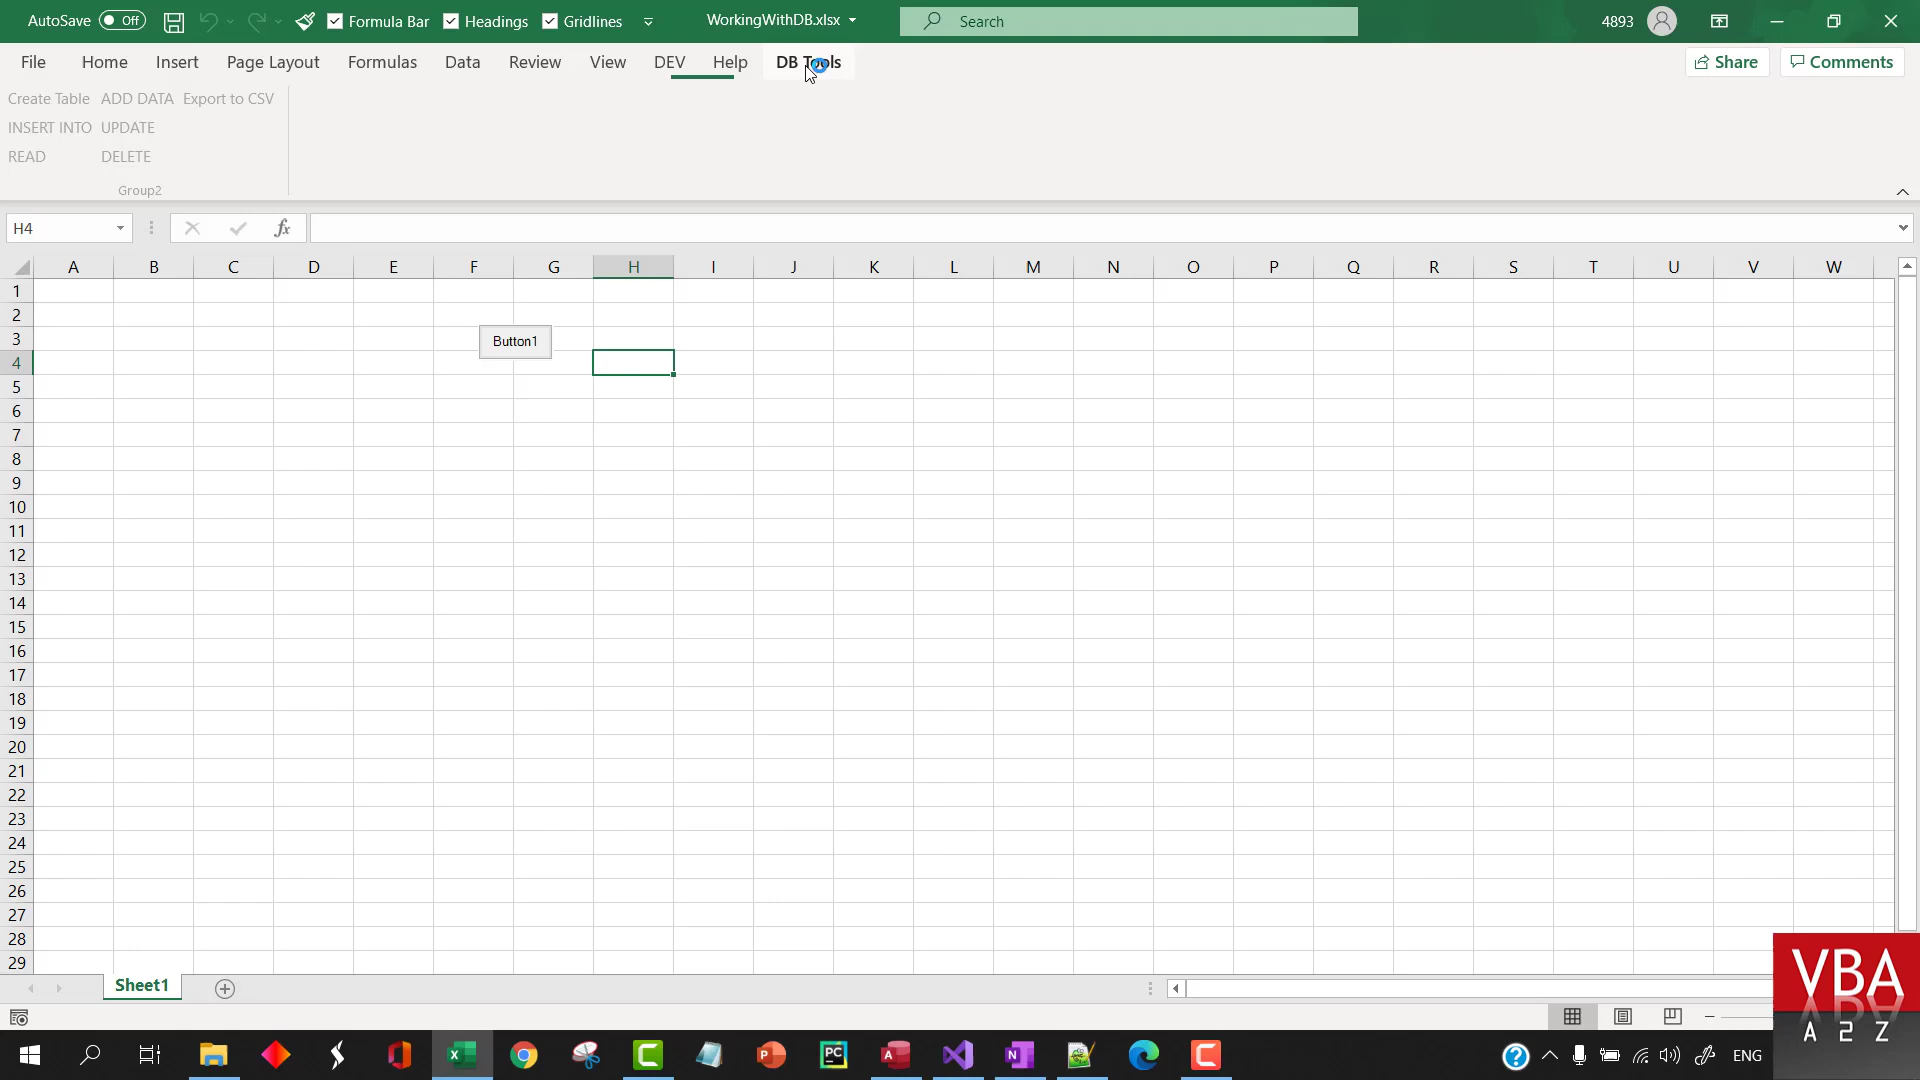 AutoSave Off Formula Bar Headings Gridlines WorkingWithDB.xlsx Search 4893
File Home Insert Page Layout Formulas Data Review View DEV Help DB Tools Share Comments
Create Table ADD DATA Export to CSV
INSERT INTO UPDATE
READ DELETE
Group2
H4 fx
A B C D E F G H I J K L M N O P Q R S T U V W
1
2
3 Button1
4
5
6
7
8
9
10
11
12
13
14
15
16
17
18
19
20
21
22
23
24
25
26
27
28
29
Sheet1
VBA
A 2 Z
ENG